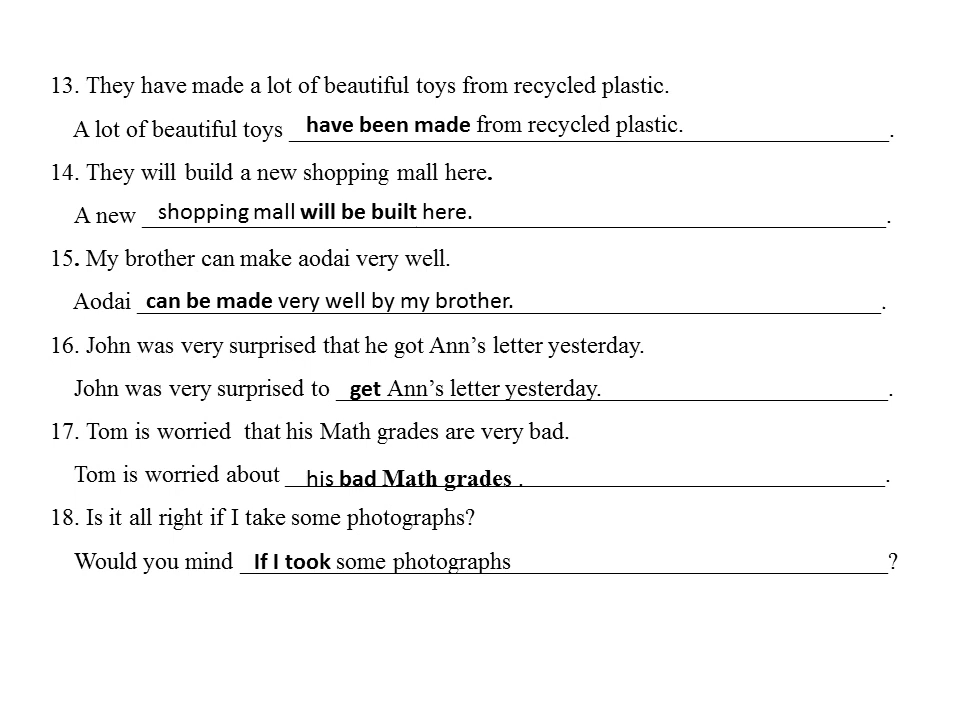 13. They have made a lot of beautiful toys from recycled plastic.
A lot of beautiful toys have been made from recycled plastic. .
14. They will build a new shopping mall here.
A new shopping mall will be built here. .
15. My brother can make aodai very well.
Aodai can be made very well by my brother. .
16. John was very surprised that he got Ann’s letter yesterday.
John was very surprised to get Ann’s letter yesterday. .
17. Tom is worried that his Math grades are very bad.
Tom is worried about his bad Math grades . .
18. Is it all right if I take some photographs?
Would you mind If I took some photographs ?